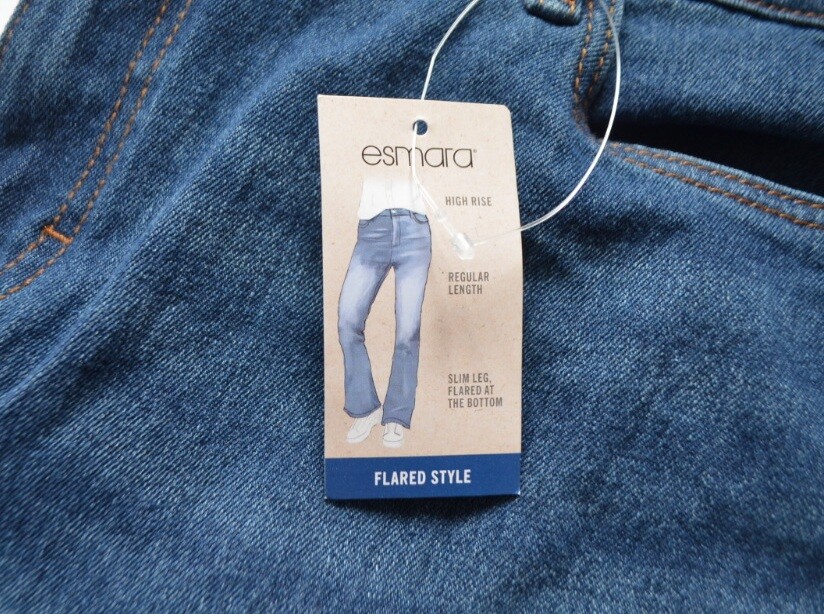 esmara®
HIGH RISE
REGULAR
LENGTH
SLIM LEG,
FLARED AT
THE BOTTOM
FLARED STYLE